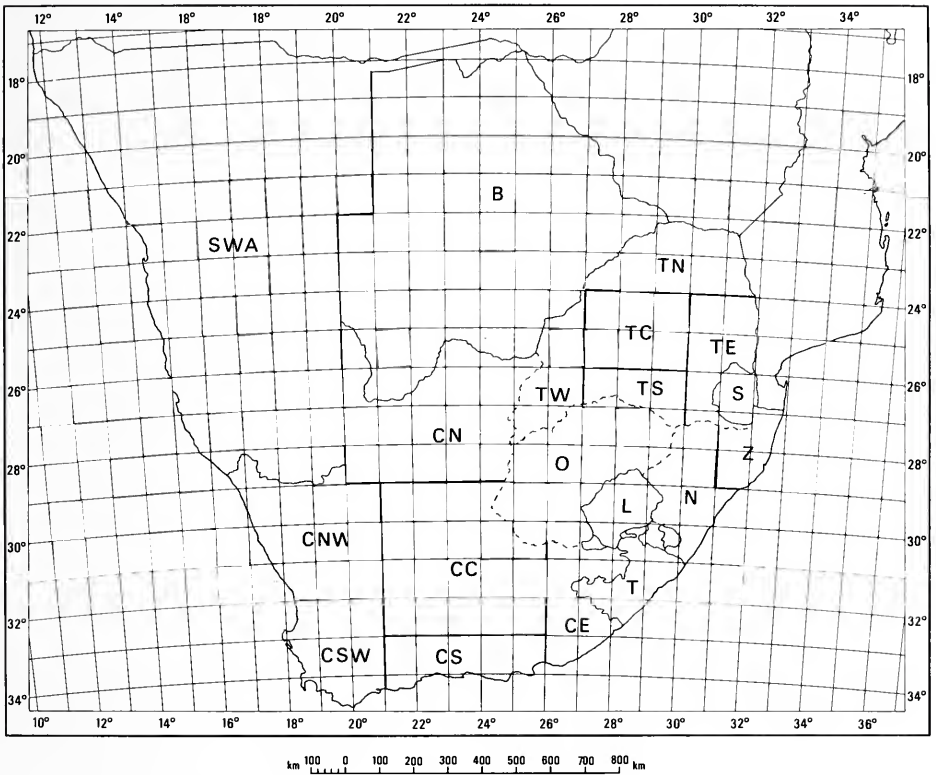 12° 14° 16° 18° 20° 22° 24° 26° 28° 30° 32° 34°
18° 18°
20° 20°
B
22° SWA 22°
TN
24° 24°
TC
TE
26° TW TS S 26°
CN
Z
28° O 28°
L N
30° CNW 30°
CC
T
32° CE 32°
CSW CS
34° 34°
10° 12° 14° 16° 18° 20° 22° 24° 26° 28° 30° 32° 34° 36°
km 100 0 100 200 300 400 500 600 700 800 km